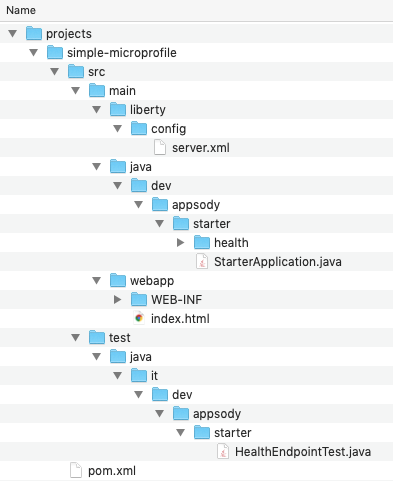 Name
projects
simple-microprofile
src
main
liberty
config
server.xml
java
dev
appsody
starter
health
StarterApplication.java
webapp
WEB-INF
index.html
test
java
it
dev
appsody
starter
HealthEndpointTest.java
pom.xml